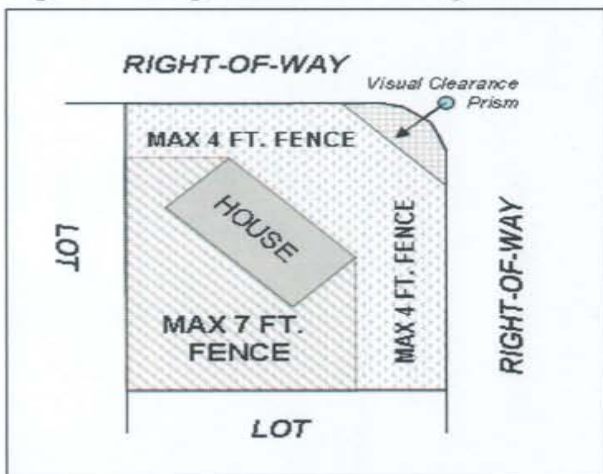 RIGHT-OF-WAY
Visual Clearance
Prism
MAX 4 FT. FENCE
HOUSE
LOT
MAX 4 FT. FENCE
RIGHT-OF-WAY
MAX 7 FT.
FENCE
LOT